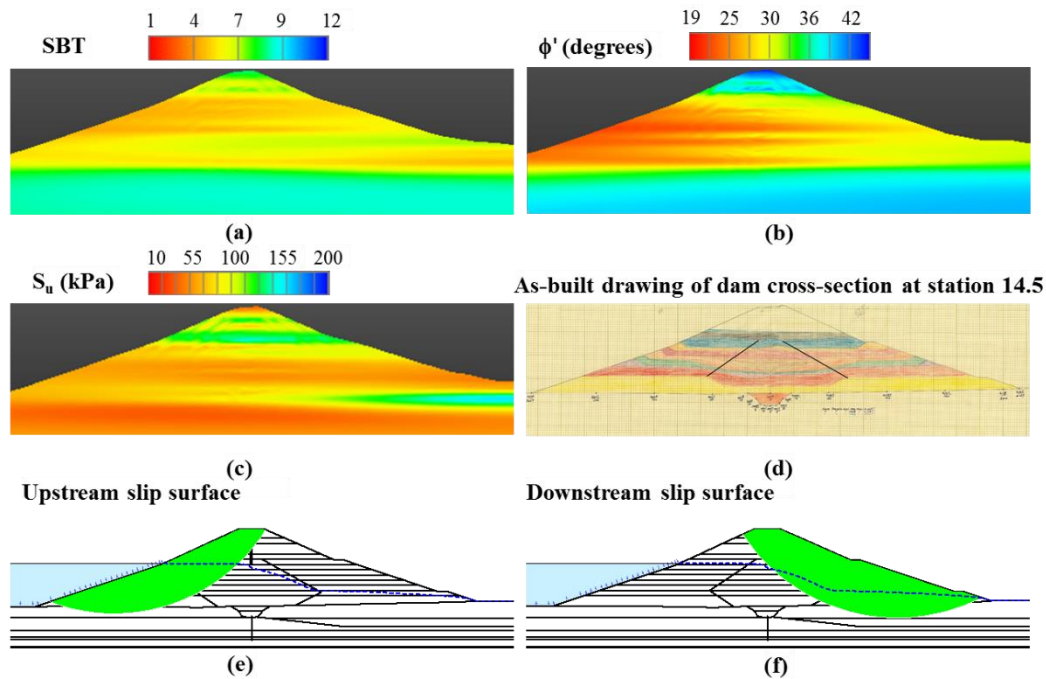 1 4 7 9 12
SBT
(a)
19 25 30 36 42
ϕ' (degrees)
(b)
10 55 100 155 200
Sᵤ (kPa)
(c)
As-built drawing of dam cross-section at station 14.5
(d)
Upstream slip surface
(e)
Downstream slip surface
(f)